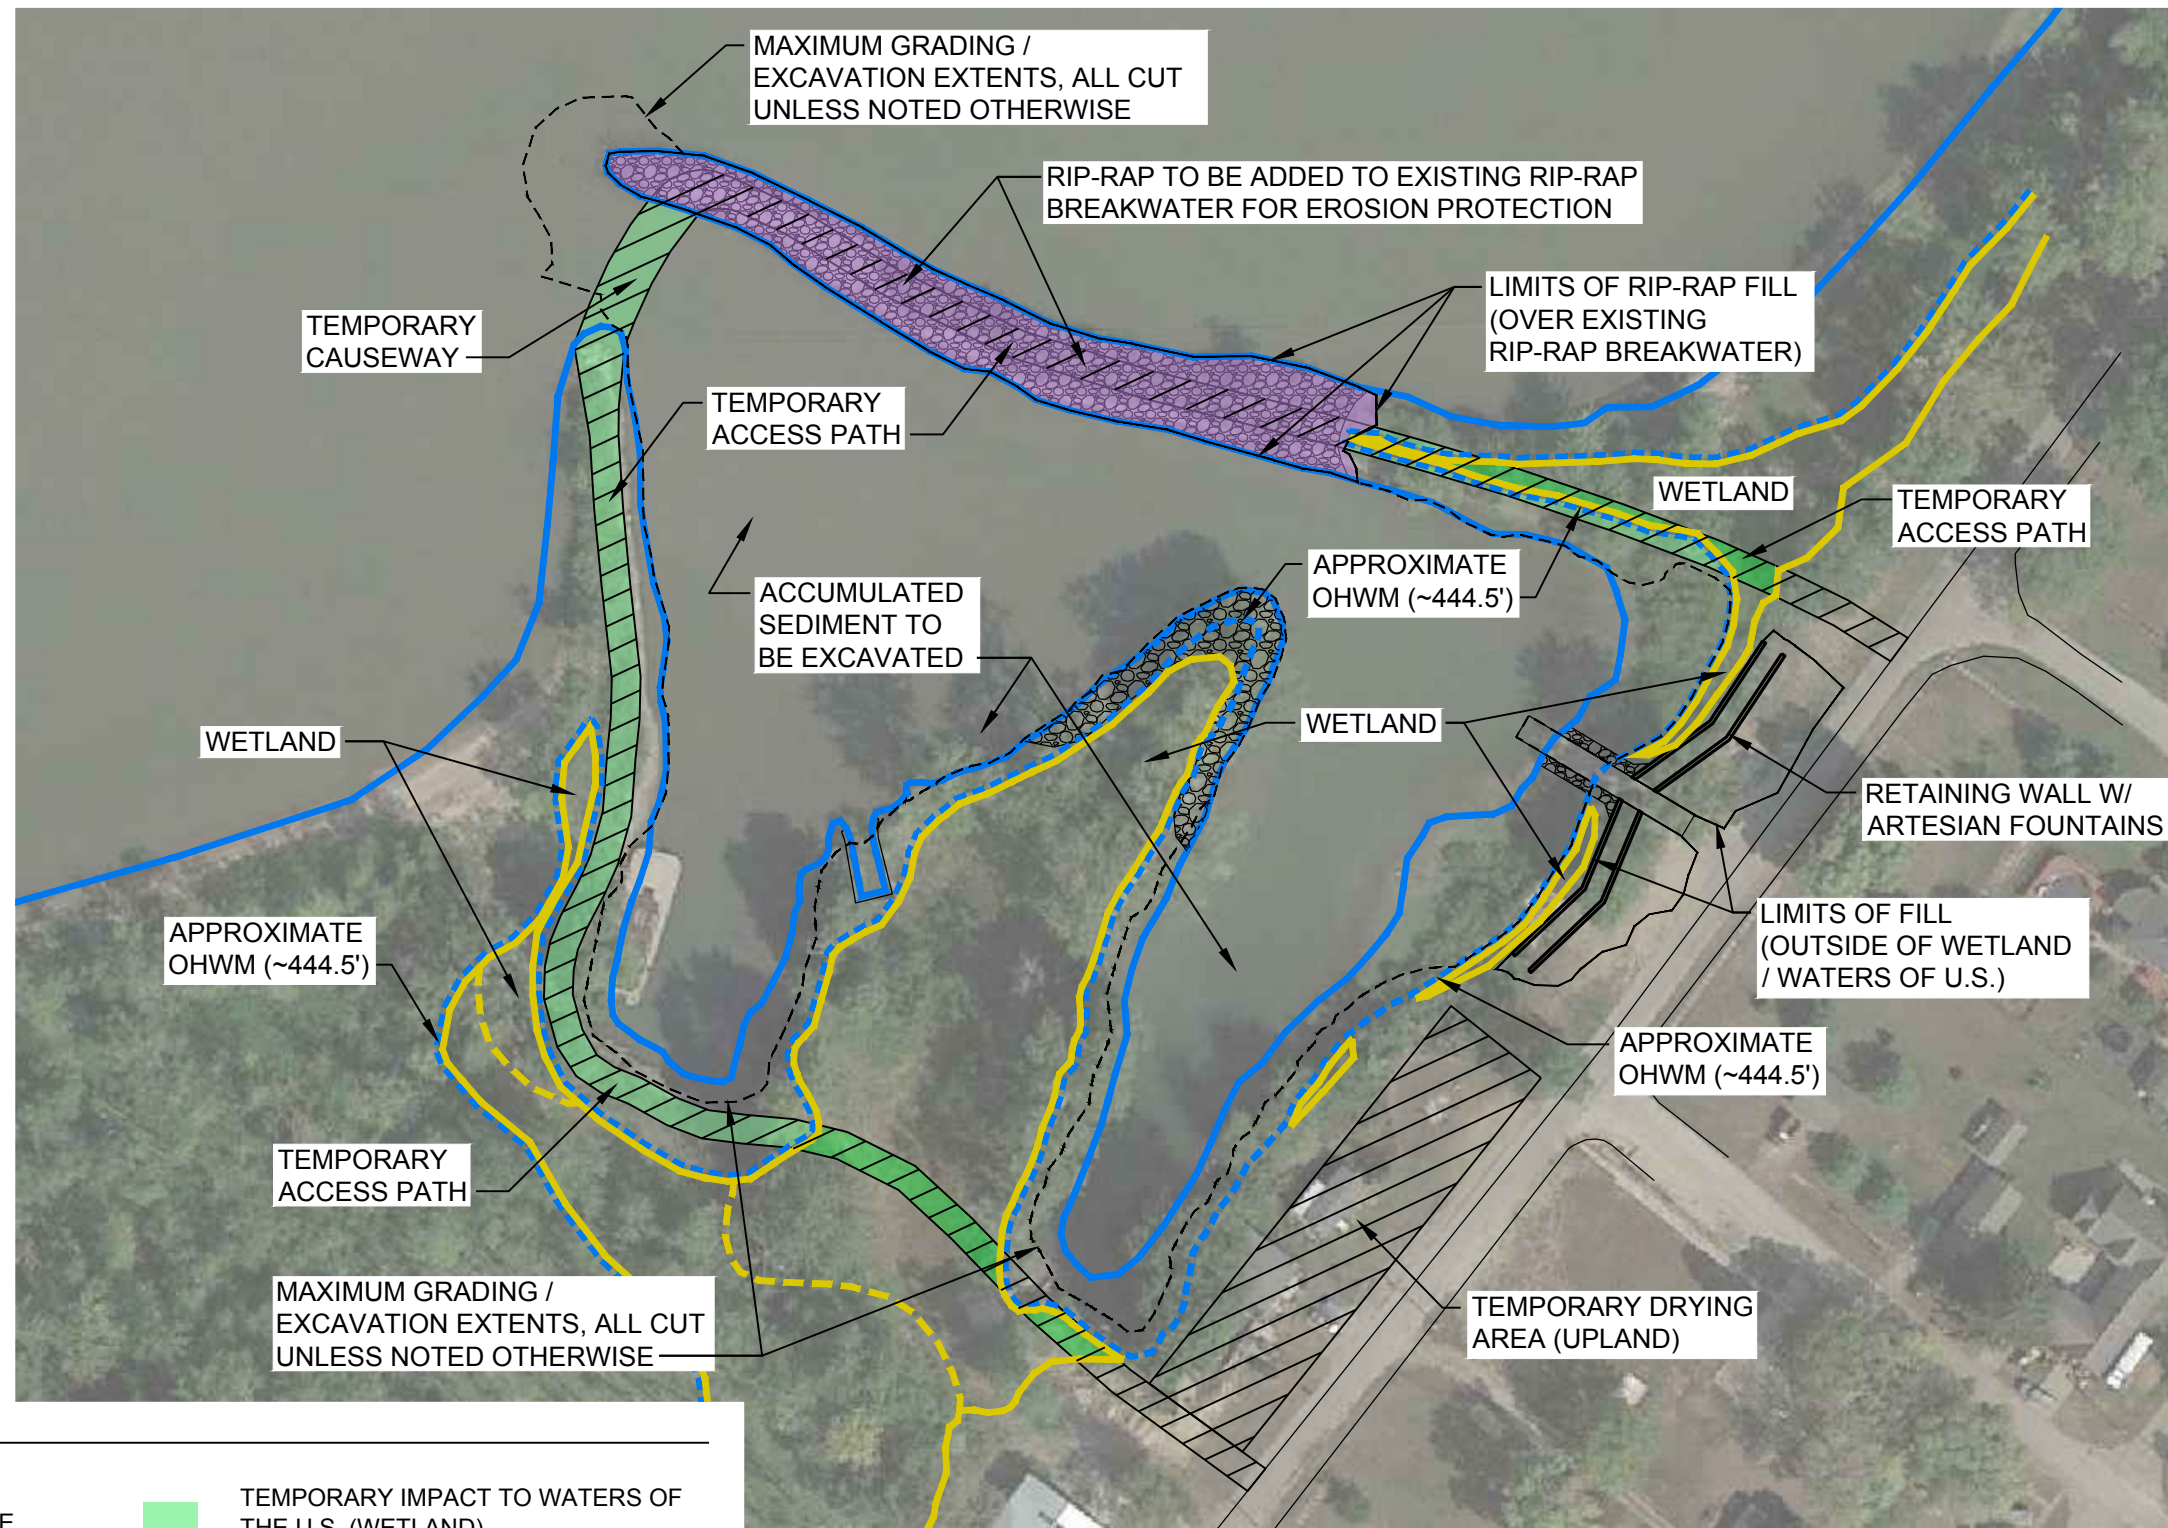 MAXIMUM GRADING /
EXCAVATION EXTENTS, ALL CUT
UNLESS NOTED OTHERWISE
RIP-RAP TO BE ADDED TO EXISTING RIP-RAP
BREAKWATER FOR EROSION PROTECTION
LIMITS OF RIP-RAP FILL
(OVER EXISTING
RIP-RAP BREAKWATER)
TEMPORARY
CAUSEWAY
TEMPORARY
ACCESS PATH
WETLAND
TEMPORARY
ACCESS PATH
APPROXIMATE
OHWM (~444.5')
ACCUMULATED
SEDIMENT TO
BE EXCAVATED
WETLAND
WETLAND
RETAINING WALL W/
ARTESIAN FOUNTAINS
APPROXIMATE
OHWM (~444.5')
LIMITS OF FILL
(OUTSIDE OF WETLAND
/ WATERS OF U.S.)
APPROXIMATE
OHWM (~444.5')
TEMPORARY
ACCESS PATH
MAXIMUM GRADING /
EXCAVATION EXTENTS, ALL CUT
UNLESS NOTED OTHERWISE
TEMPORARY DRYING
AREA (UPLAND)
TEMPORARY IMPACT TO WATERS OF
THE U.S. (WETLAND)